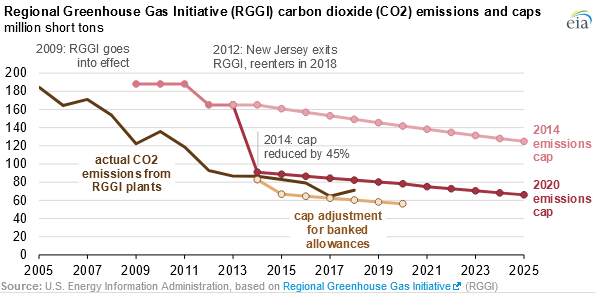 Regional Greenhouse Gas Initiative (RGGI) carbon dioxide (CO2) emissions and caps
million short tons
eia
2009: RGGI goes
into effect
2012: New Jersey exits
RGGI, reenters in 2018
200
180
160
140
120
100
80
60
40
20
0
2014: cap
reduced by 45%
actual CO2
emissions from
RGGI plants
cap adjustment
for banked
allowances
2014
emissions
cap
2020
emissions
cap
2005 2007 2009 2011 2013 2015 2017 2019 2021 2023 2025
Source: U.S. Energy Information Administration, based on Regional Greenhouse Gas Initiative (RGGI)